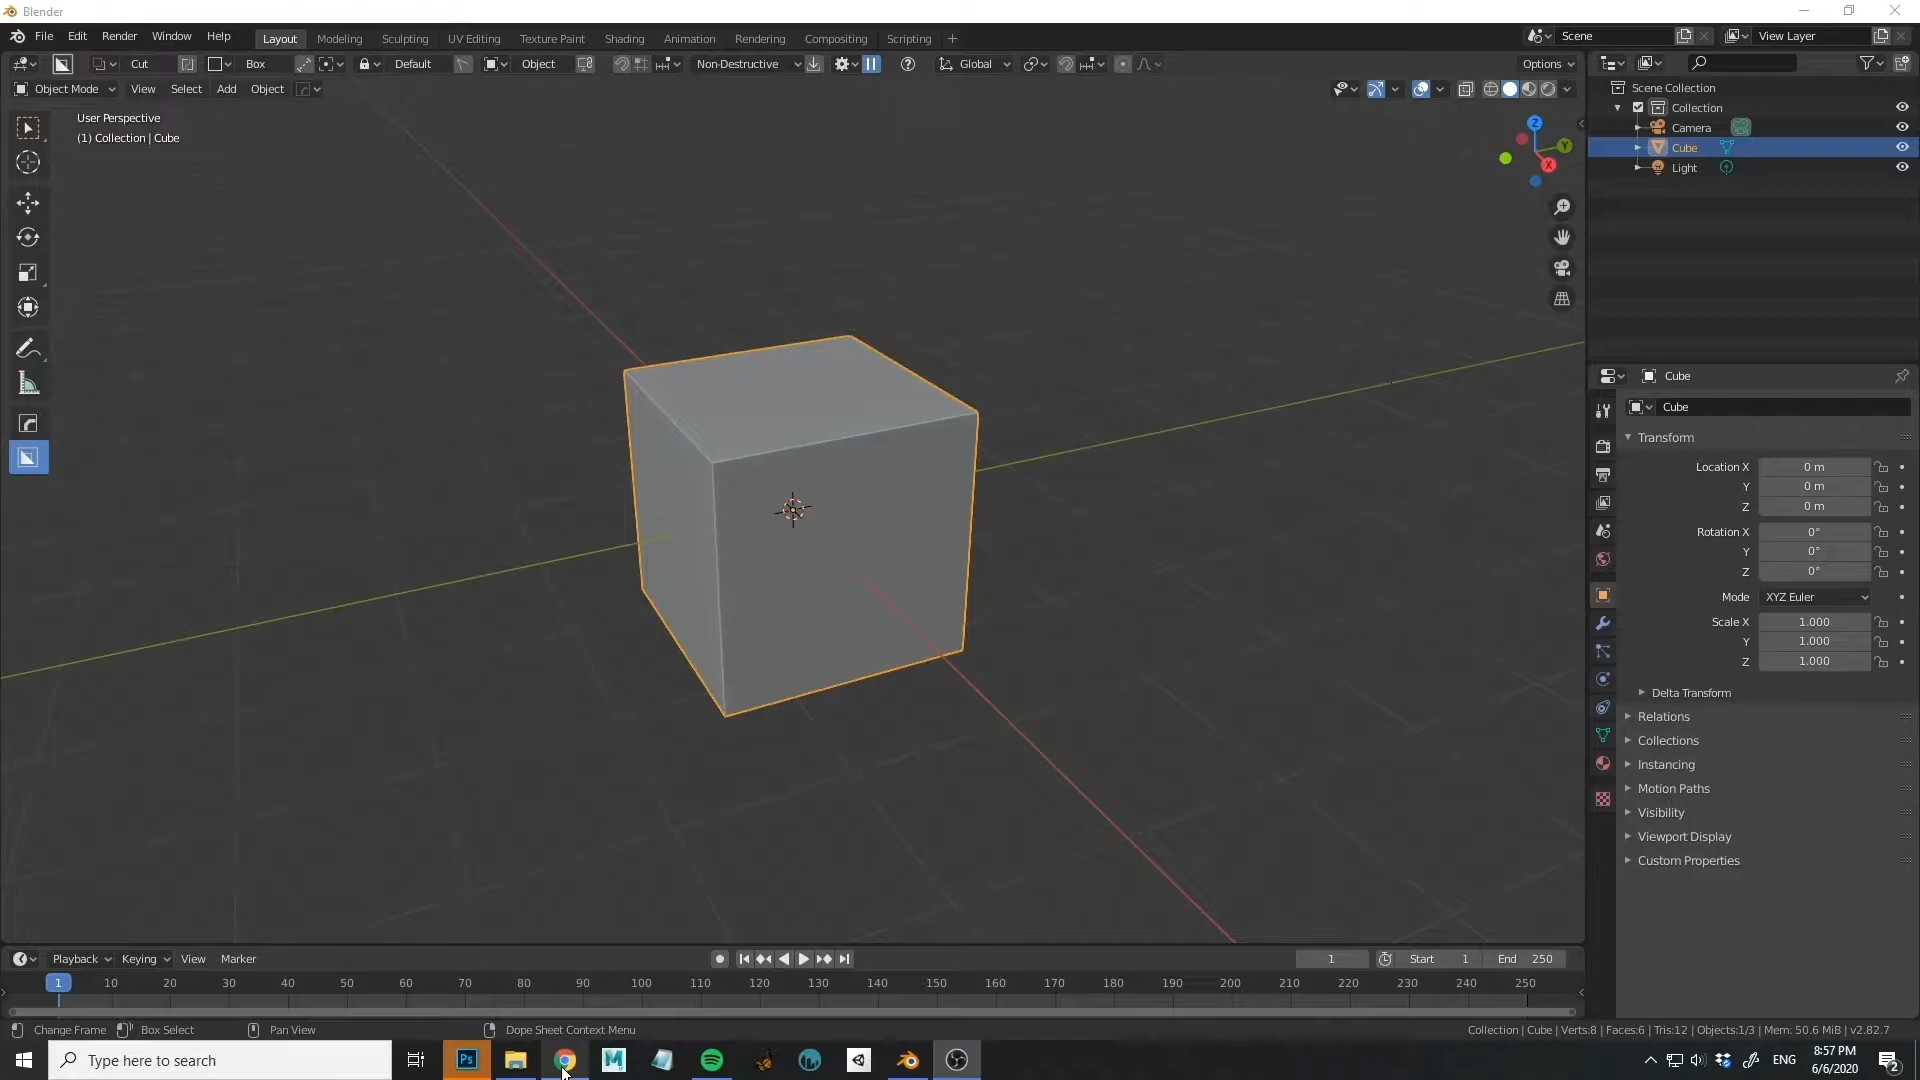 Blender
File Edit Render Window Help Layout Modeling Sculpting UV Editing Texture Paint Shading Animation Rendering Compositing Scripting + Scene View Layer
Cut Box Default Object Non-Destructive Global Options
Object Mode View Select Add Object
User Perspective
(1) Collection | Cube
Z
Y
X
Scene Collection
Collection
Camera
Cube
Light
Cube
Cube
Transform
Location X 0 m
Y 0 m
Z 0 m
Rotation X 0°
Y 0°
Z 0°
Mode XYZ Euler
Scale X 1.000
Y 1.000
Z 1.000
Delta Transform
Relations
Collections
Instancing
Motion Paths
Visibility
Viewport Display
Custom Properties
Playback Keying View Marker 1 Start 1 End 250
1 10 20 30 40 50 60 70 80 90 100 110 120 130 140 150 160 170 180 190 200 210 220 230 240 250
Change Frame Box Select Pan View Dope Sheet Context Menu Collection | Cube | Verts:8 | Faces:6 | Tris:12 | Objects:1/3 | Mem: 50.6 MiB | v2.82.7
Type here to search Ps M ENG 8:57 PM
6/6/2020 2